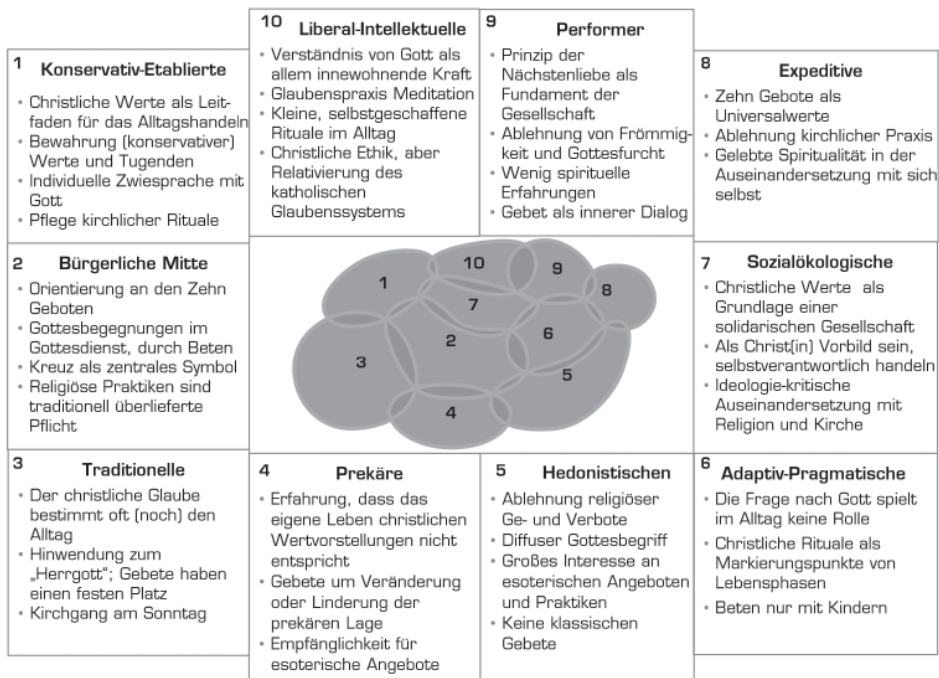 1
Konservativ-Etablierte
• Christliche Werte als Leit-
faden für das Alltagshandeln
• Bewahrung (konservativer)
Werte und Tugenden
• Individuelle Zwiesprache mit
Gott
• Pflege kirchlicher Rituale
10
Liberal-Intellektuelle
• Verständnis von Gott als
allem innewohnende Kraft
• Glaubenspraxis Meditation
• Kleine, selbstgeschaffene
Rituale im Alltag
• Christliche Ethik, aber
Relativierung des
katholischen
Glaubenssystems
9
Performer
• Prinzip der
Nächstenliebe als
Fundament der
Gesellschaft
• Ablehnung von Frömmig-
keit und Gottesfurcht
• Wenig spirituelle
Erfahrungen
• Gebet als innerer Dialog
8
Expeditive
• Zehn Gebote als
Universalwerte
• Ablehnung kirchlicher Praxis
• Gelebte Spiritualität in der
Auseinandersetzung mit sich
selbst
2
Bürgerliche Mitte
• Orientierung an den Zehn
Geboten
• Gottesbegegnungen im
Gottesdienst, durch Beten
• Kreuz als zentrales Symbol
• Religiöse Praktiken sind
traditionell überlieferte
Pflicht
1
10
9
8
7
2
6
3
5
4
7
Sozialökologische
• Christliche Werte als
Grundlage einer
solidarischen Gesellschaft
• Als Christ(in) Vorbild sein,
selbstverantwortlich handeln
• Ideologie-kritische
Auseinandersetzung mit
Religion und Kirche
3
Traditionelle
• Der christliche Glaube
bestimmt oft (noch) den
Alltag
• Hinwendung zum
„Herrgott“; Gebete haben
einen festen Platz
• Kirchgang am Sonntag
4
Prekäre
• Erfahrung, dass das
eigene Leben christlichen
Wertvorstellungen nicht
entspricht
• Gebete um Veränderung
oder Linderung der
prekären Lage
• Empfänglichkeit für
esoterische Angebote
5
Hedonistischen
• Ablehnung religiöser
Ge- und Verbote
• Diffuser Gottesbegriff
• Großes Interesse an
esoterischen Angeboten
und Praktiken
• Keine klassischen
Gebete
6
Adaptiv-Pragmatische
• Die Frage nach Gott spielt
im Alltag keine Rolle
• Christliche Rituale als
Markierungspunkte von
Lebensphasen
• Beten nur mit Kindern